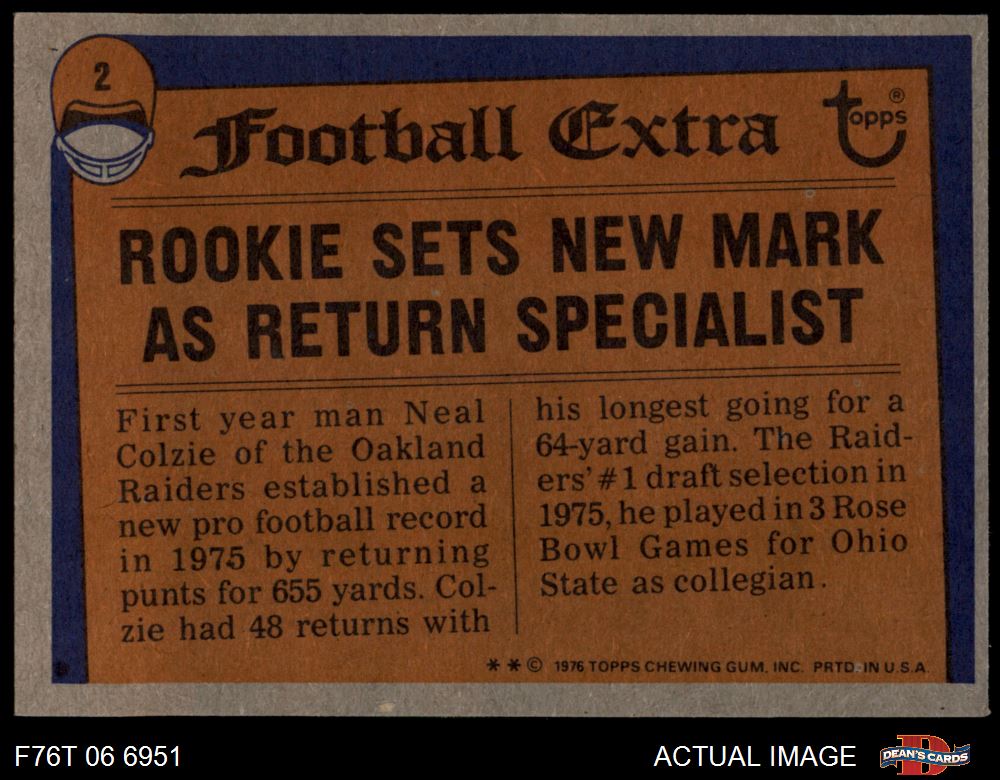 2
Football Extra
topps®
ROOKIE SETS NEW MARK
AS RETURN SPECIALIST
First year man Neal
Colzie of the Oakland
Raiders established a
new pro football record
in 1975 by returning
punts for 655 yards. Col-
zie had 48 returns with
his longest going for a
64-yard gain. The Raid-
ers' #1 draft selection in
1975, he played in 3 Rose
Bowl Games for Ohio
State as collegian.
**© 1976 TOPPS CHEWING GUM, INC. PRTD. IN U.S.A.
F76T 06 6951
ACTUAL IMAGE
DEAN'S CARDS